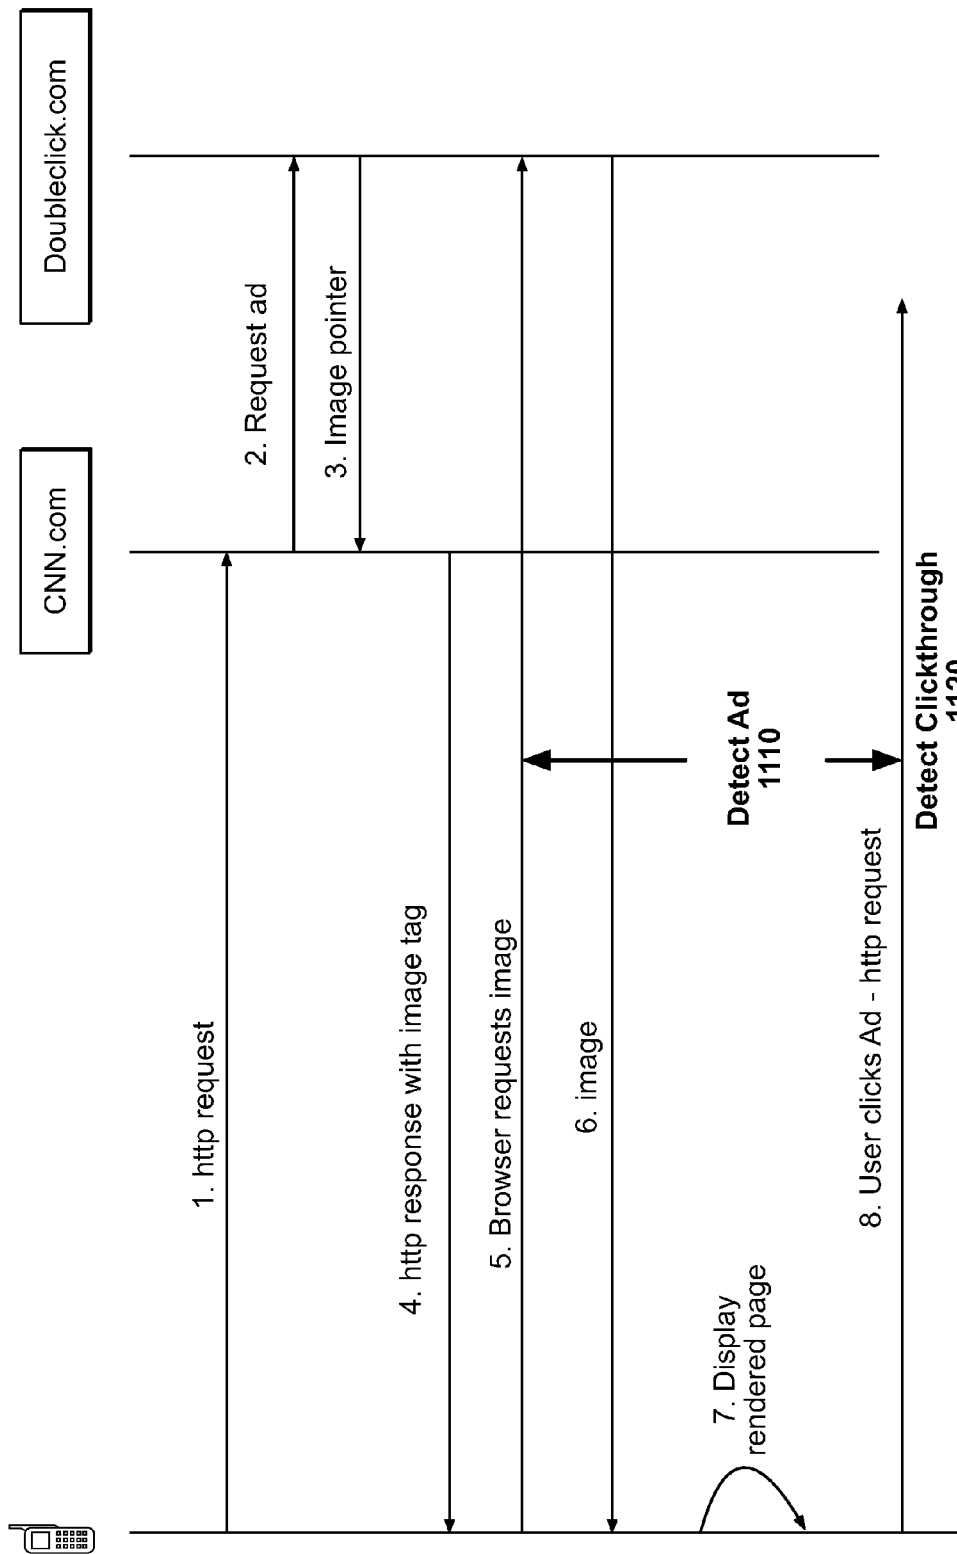 CNN.com
Doubleclick.com
1. http request
2. Request ad
3. Image pointer
4. http response with image tag
5. Browser requests image
6. image
7. Display
rendered page
Detect Ad
1110
8. User clicks Ad - http request
Detect Clickthrough